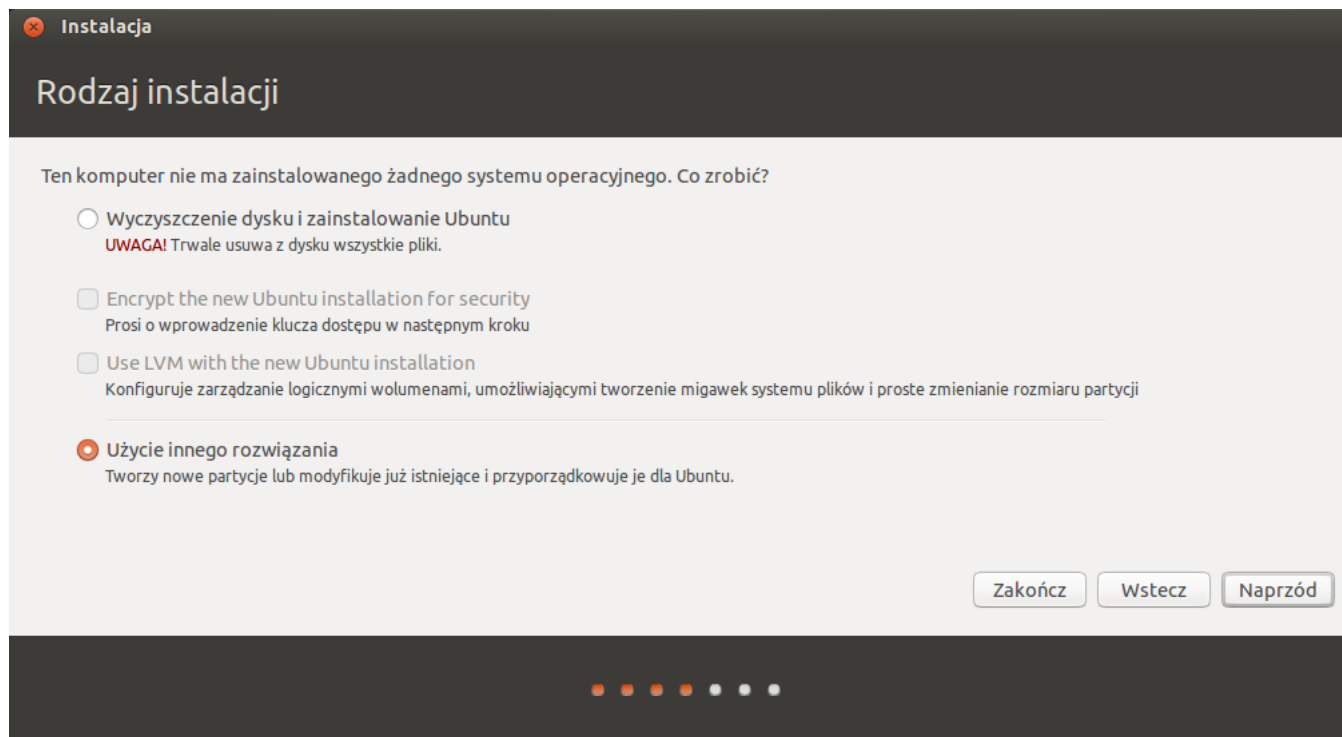 Instalacja
Rodzaj instalacji
Ten komputer nie ma zainstalowanego żadnego systemu operacyjnego. Co zrobić?
Wyczyszczenie dysku i zainstalowanie Ubuntu
UWAGA! Trwale usuwa z dysku wszystkie pliki.
Encrypt the new Ubuntu installation for security
Prosi o wprowadzenie klucza dostępu w następnym kroku
Use LVM with the new Ubuntu installation
Konfiguruje zarządzanie logicznymi wolumenami, umożliwiającymi tworzenie migawek systemu plików i proste zmienianie rozmiaru partycji
Użycie innego rozwiązania
Tworzy nowe partycje lub modyfikuje już istniejące i przyporządkowuje je dla Ubuntu.
Zakończ Wstecz Naprzód